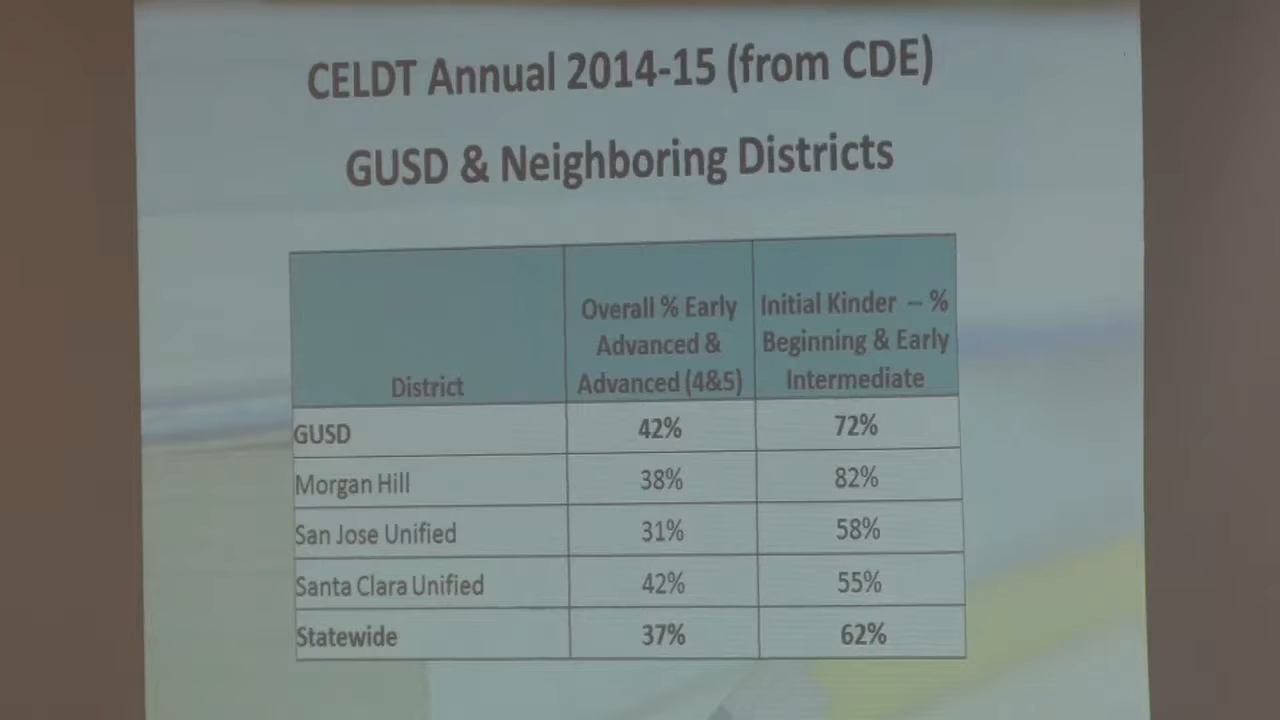 CELDT Annual 2014-15 (from CDE)
GUSD & Neighboring Districts
District
Overall % Early
Advanced &
Advanced (4&5)
Initial Kinder – %
Beginning & Early
Intermediate
GUSD 42% 72%
Morgan Hill 38% 82%
San Jose Unified 31% 58%
Santa Clara Unified 42% 55%
Statewide 37% 62%